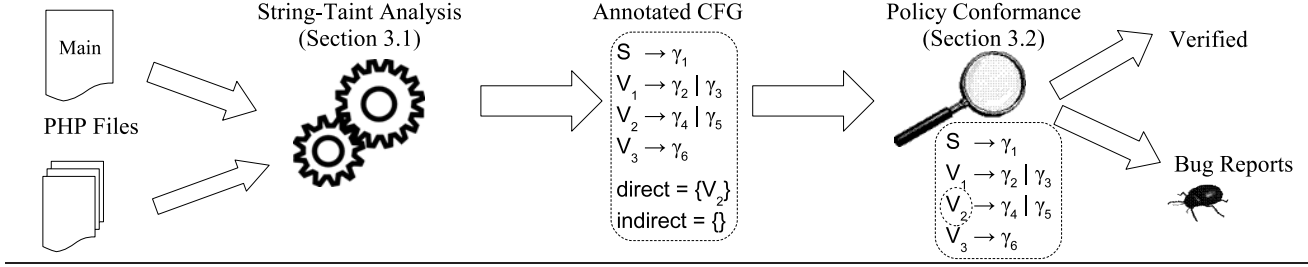 Main
PHP Files
String-Taint Analysis
(Section 3.1)
Annotated CFG
S → γ1
V1 → γ2 | γ3
V2 → γ4 | γ5
V3 → γ6
direct = {V2}
indirect = {}
Policy Conformance
(Section 3.2)
S → γ1
V1 → γ2 | γ3
V2 → γ4 | γ5
V3 → γ6
Verified
Bug Reports